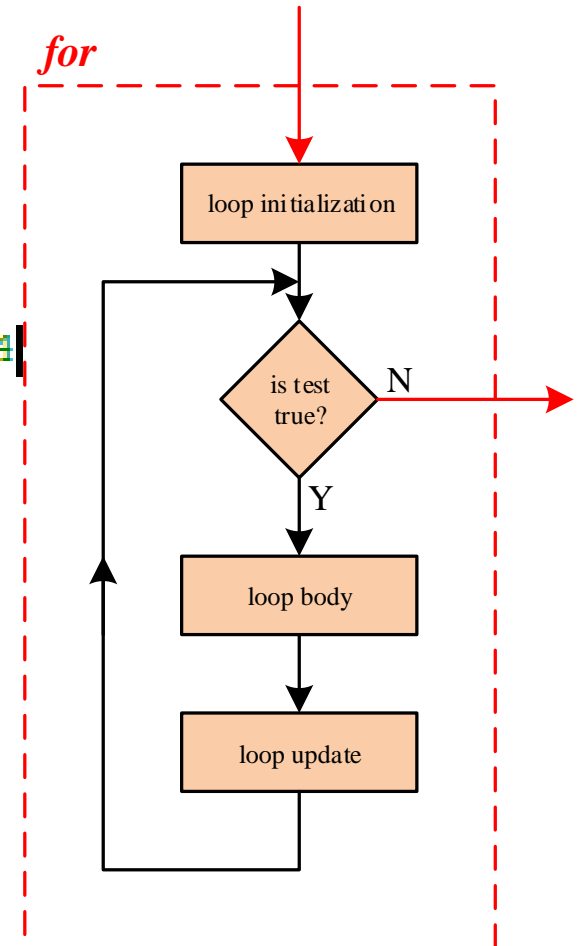 for
loop initialization
is test
true?
N
Y
loop body
loop update